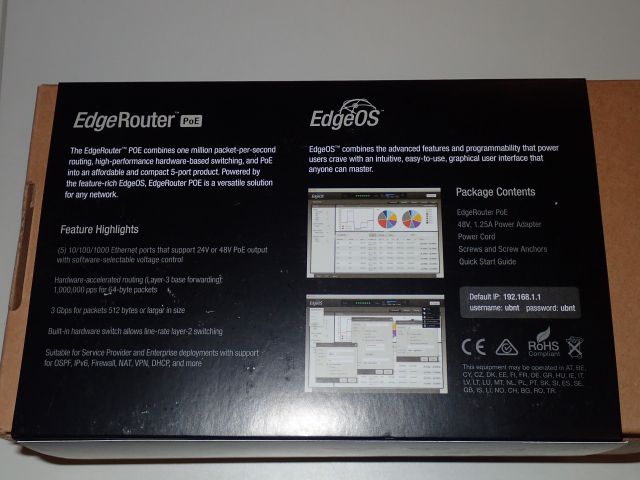 EdgeRouter™ PoE
The EdgeRouter™ POE combines one million packet-per-second
routing, high-performance hardware-based switching, and PoE
into an affordable and compact 5-port product. Powered by
the feature-rich EdgeOS, EdgeRouter POE is a versatile solution
for any network.
Feature Highlights
(5) 10/100/1000 Ethernet ports that support 24V or 48V PoE output
with software-selectable voltage control
Hardware-accelerated routing (Layer-3 base forwarding):
1,000,000 pps for 64-byte packets
3 Gbps for packets 512 bytes or larger in size
Built-in hardware switch allows line-rate layer-2 switching
Suitable for Service Provider and Enterprise deployments with support
for OSPF, IPv6, Firewall, NAT, VPN, DHCP, and more
EdgeOS™
EdgeOS™ combines the advanced features and programmability that power
users crave with an intuitive, easy-to-use, graphical user interface that
anyone can master.
EdgeOS
EdgeOS
Package Contents
EdgeRouter PoE
48V, 1.25A Power Adapter
Power Cord
Screws and Screw Anchors
Quick Start Guide
Default IP: 192.168.1.1
username: ubnt password: ubnt
CE RoHS
Compliant
This equipment may be operated in AT, BE,
CY, CZ, DK, EE, FI, FR, DE, GR, HU, IE, IT,
LV, LT, LU, MT, NL, PL, PT, SK, SI, ES, SE,
GB, IS, LI, NO, CH, BG, RO, TR.